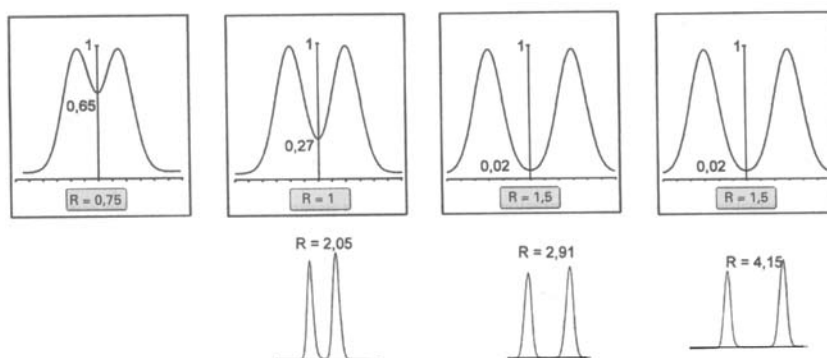 1
0,65
R = 0,75
1
0,27
R = 1
1
0,02
R = 1,5
1
0,02
R = 1,5
R = 2,05
R = 2,91
R = 4,15